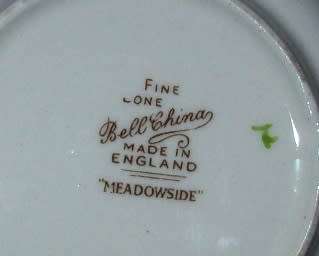 FINE
BONE
Bell China
MADE IN
ENGLAND
"MEADOWSIDE"